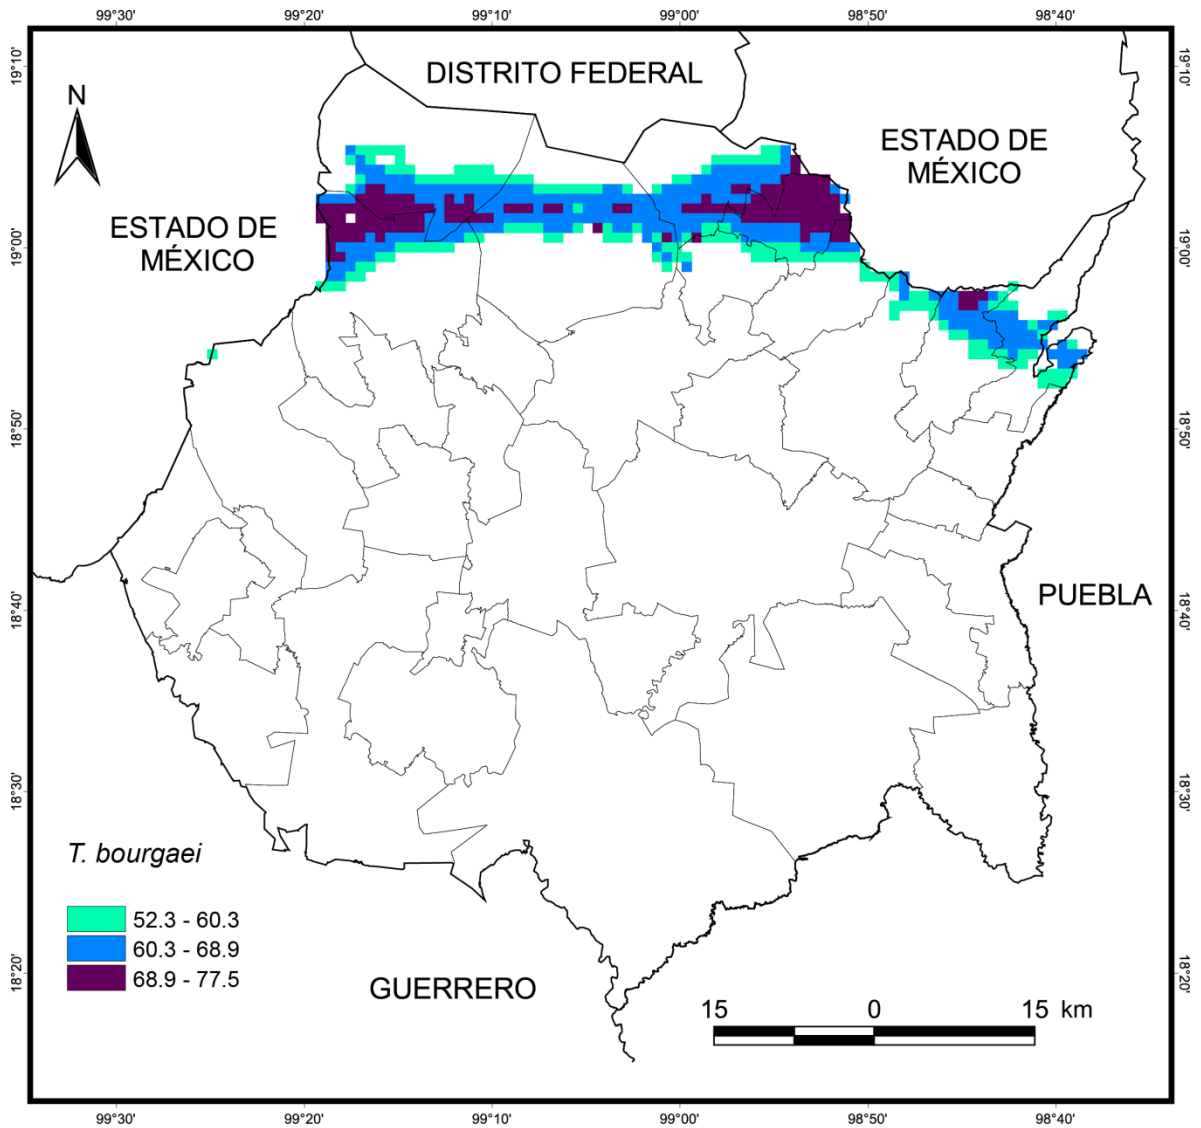 99°30' 99°20' 99°10' 99°00' 98°50' 98°40'
19°10' 19°10'
N
DISTRITO FEDERAL
ESTADO DE
MÉXICO
ESTADO DE
MÉXICO
19°00' 19°00'
18°50' 18°50'
PUEBLA
18°40' 18°40'
18°30' 18°30'
T. bourgaei
52.3 - 60.3
60.3 - 68.9
68.9 - 77.5
18°20' 18°20'
GUERRERO
15 0 15 km
99°30' 99°20' 99°10' 99°00' 98°50' 98°40'